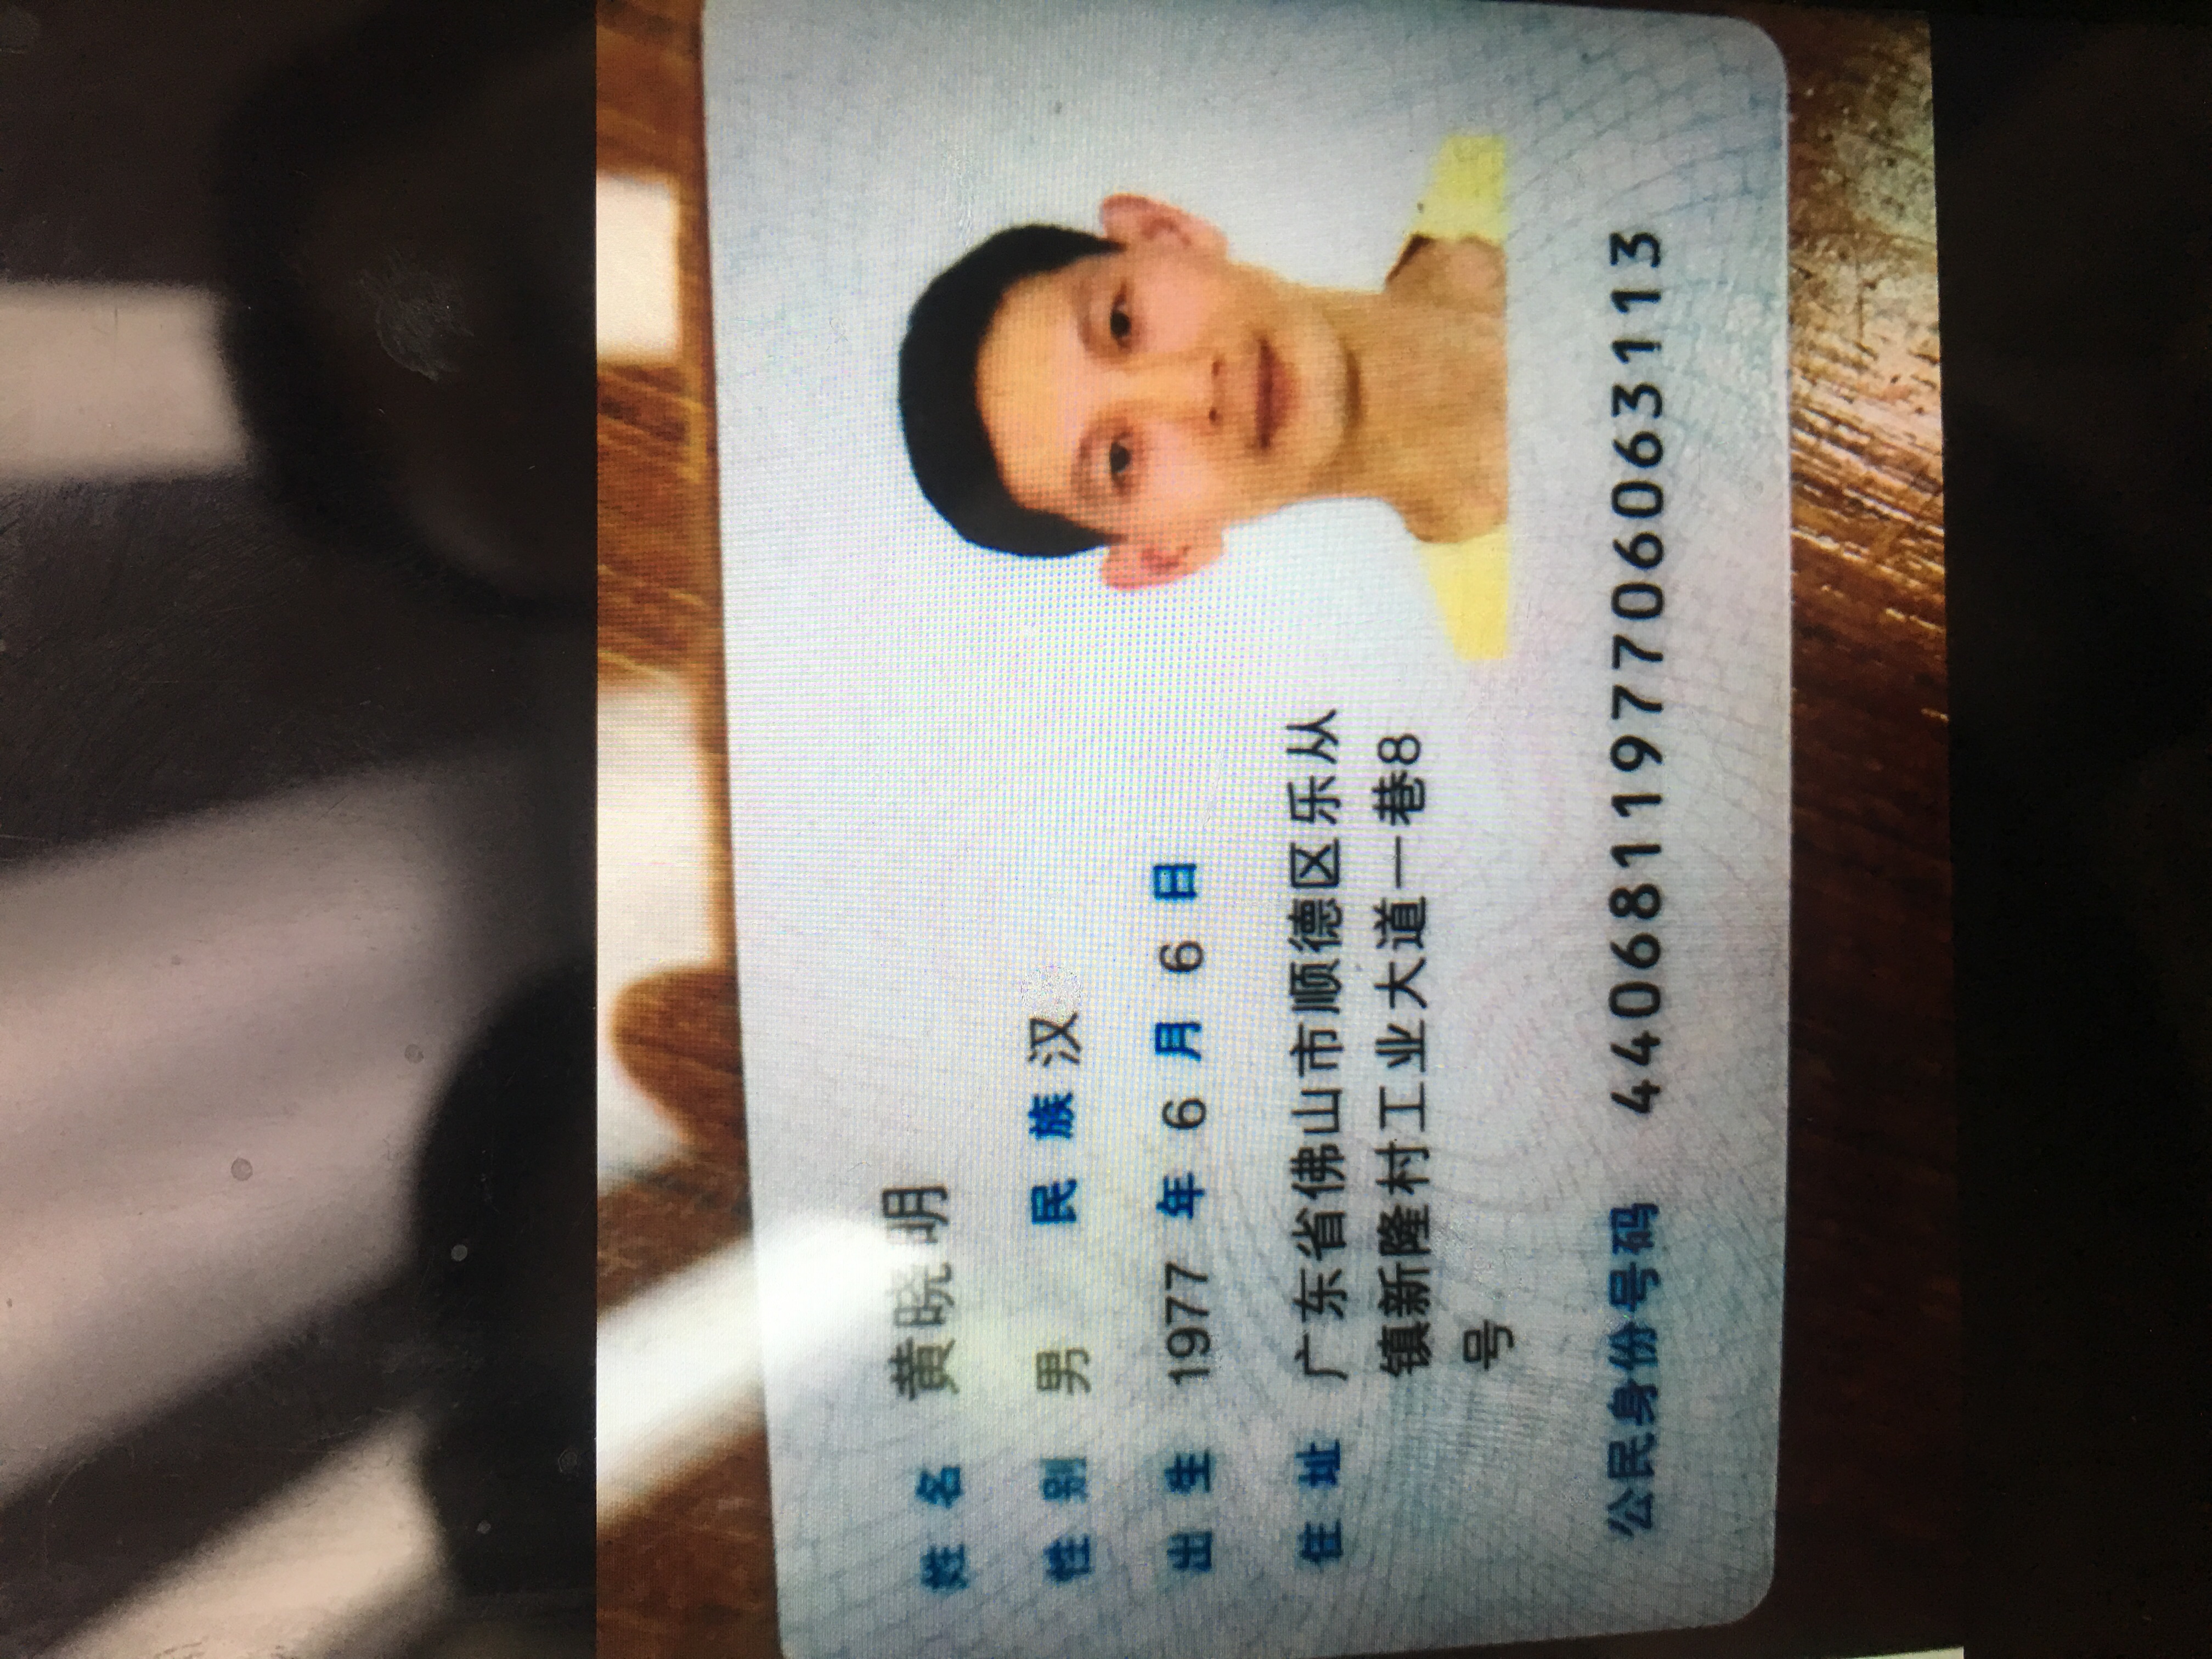 姓名 黄晓明
性别 男 民族 汉
出生 1977 年 6 月 6 日
住址 广东省佛山市顺德区乐从
镇新隆村工业大道一巷8
号
公民身份号码 440681197706063113